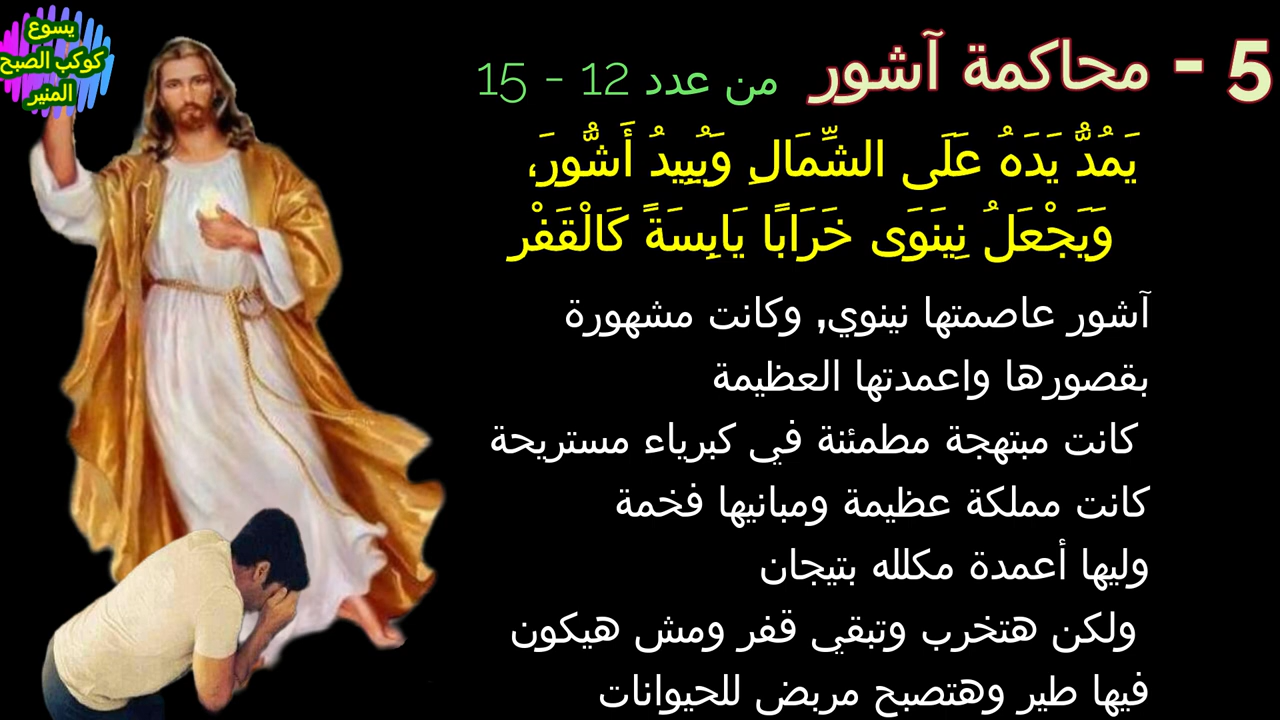 يسوع
كوكب الصبح
المنير
5 - محاكمة آشور من عدد 12 - 15
يَمُدُّ يَدَهُ عَلَى الشِّمَالِ وَيُبِيدُ أَشُّورَ،
وَيَجْعَلُ نِينَوَى خَرَابًا يَابِسَةً كَالْقَفْر
آشور عاصمتها نينوي, وكانت مشهورة
بقصورها واعمدتها العظيمة
كانت مبتهجة مطمئنة في كبرياء مستريحة
كانت مملكة عظيمة ومبانيها فخمة
وليها أعمدة مكلله بتيجان
ولكن هتخرب وتبقي قفر ومش هيكون
فيها طير وهتصبح مربض للحيوانات